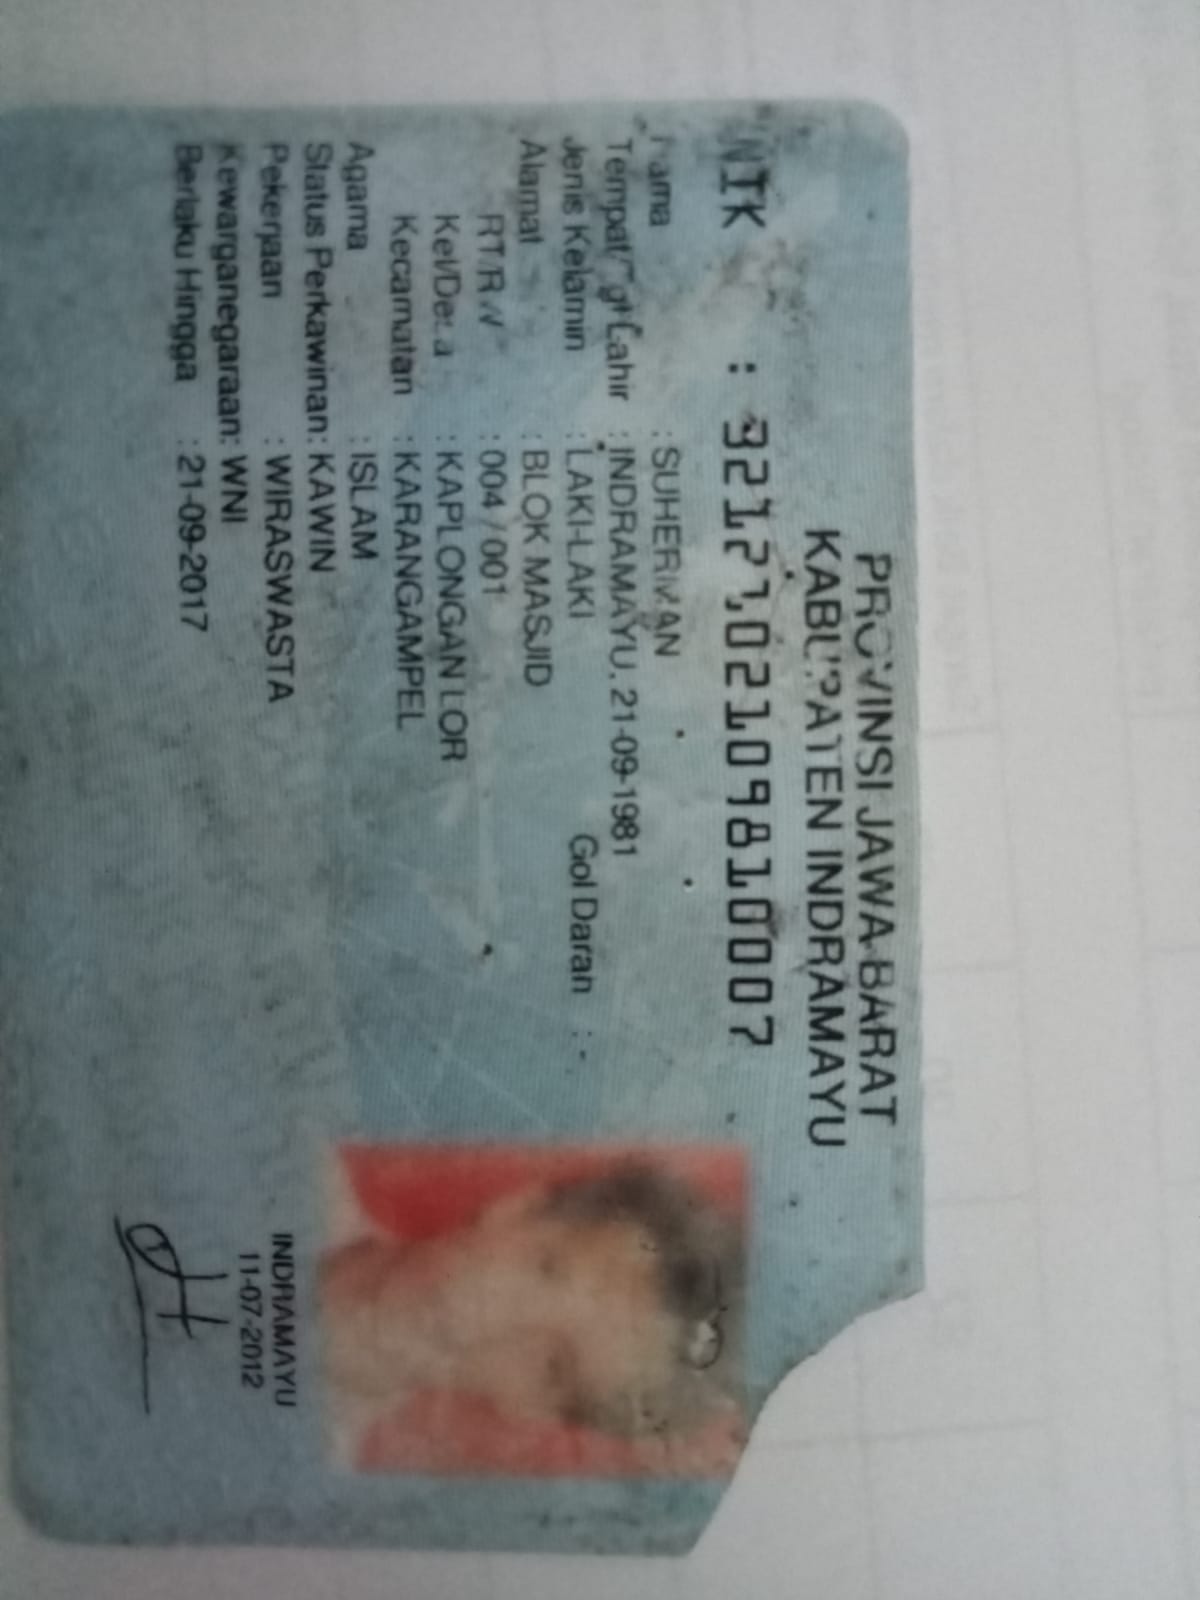 PROVINSI JAWA BARAT
KABUPATEN INDRAMAYU
NIK : 3212102109810007
Nama : SUHERMAN
Tempat/Tgl Lahir : INDRAMAYU, 21-09-1981
Jenis Kelamin : LAKI-LAKI Gol Darah : -
Alamat : BLOK MASJID
RT/RW : 004 / 001
Kel/Desa : KAPLONGAN LOR
Kecamatan : KARANGAMPEL
Agama : ISLAM
Status Perkawinan: KAWIN
Pekerjaan : WIRASWASTA
Kewarganegaraan: WNI
Berlaku Hingga : 21-09-2017
INDRAMAYU
11-07-2012